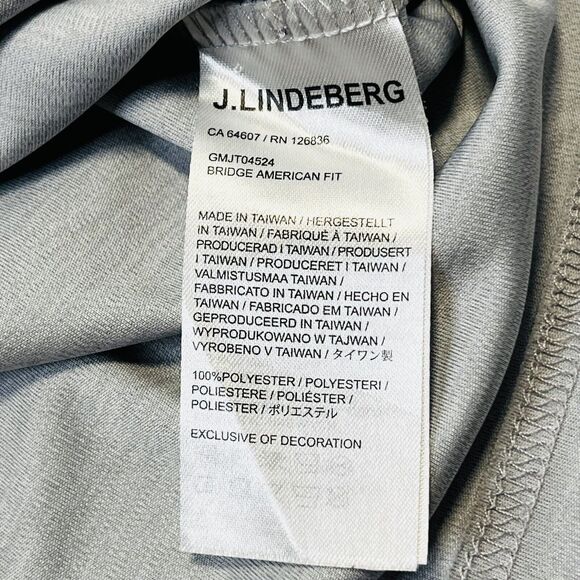 J.LINDEBERG
CA 64607 / RN 126836
GMJT04524
BRIDGE AMERICAN FIT
MADE IN TAIWAN / HERGESTELLT
IN TAIWAN / FABRIQUÉ À TAIWAN /
PRODUCERAD I TAIWAN / PRODUSERT
I TAIWAN / PRODUCERET I TAIWAN /
VALMISTUSMAA TAIWAN /
FABBRICATO IN TAIWAN / HECHO EN
TAIWAN / FABRICADO EM TAIWAN /
GEPRODUCEERD IN TAIWAN /
WYPRODUKOWANO W TAJWAN /
VYROBENO V TAIWAN / タイワン製
100%POLYESTER / POLYESTERI /
POLIESTERE / POLIÉSTER /
POLIESTER / ポリエステル
EXCLUSIVE OF DECORATION